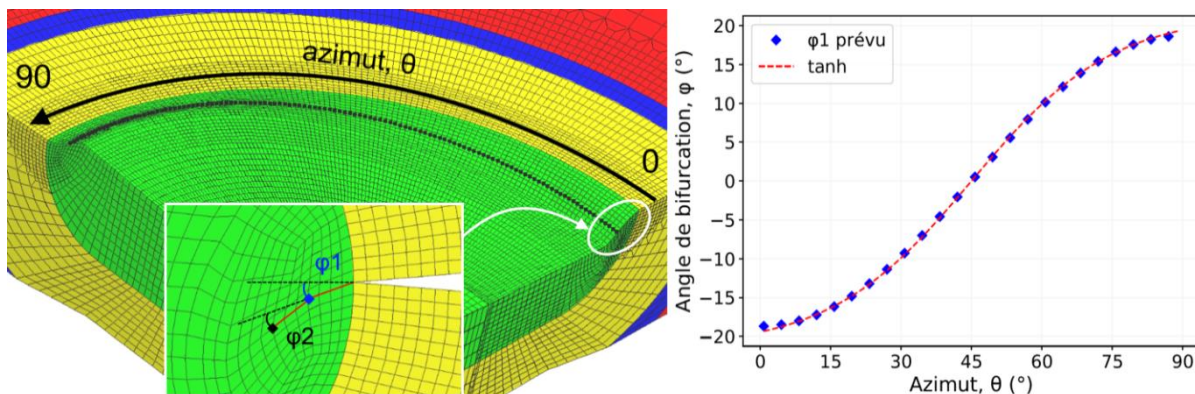 azimut, θ
90
0
φ1
φ2
φ1 prévu
tanh
Angle de bifurcation, φ (°)
20
15
10
5
0
−5
−10
−15
−20
0
15
30
45
60
75
90
Azimut, θ (°)